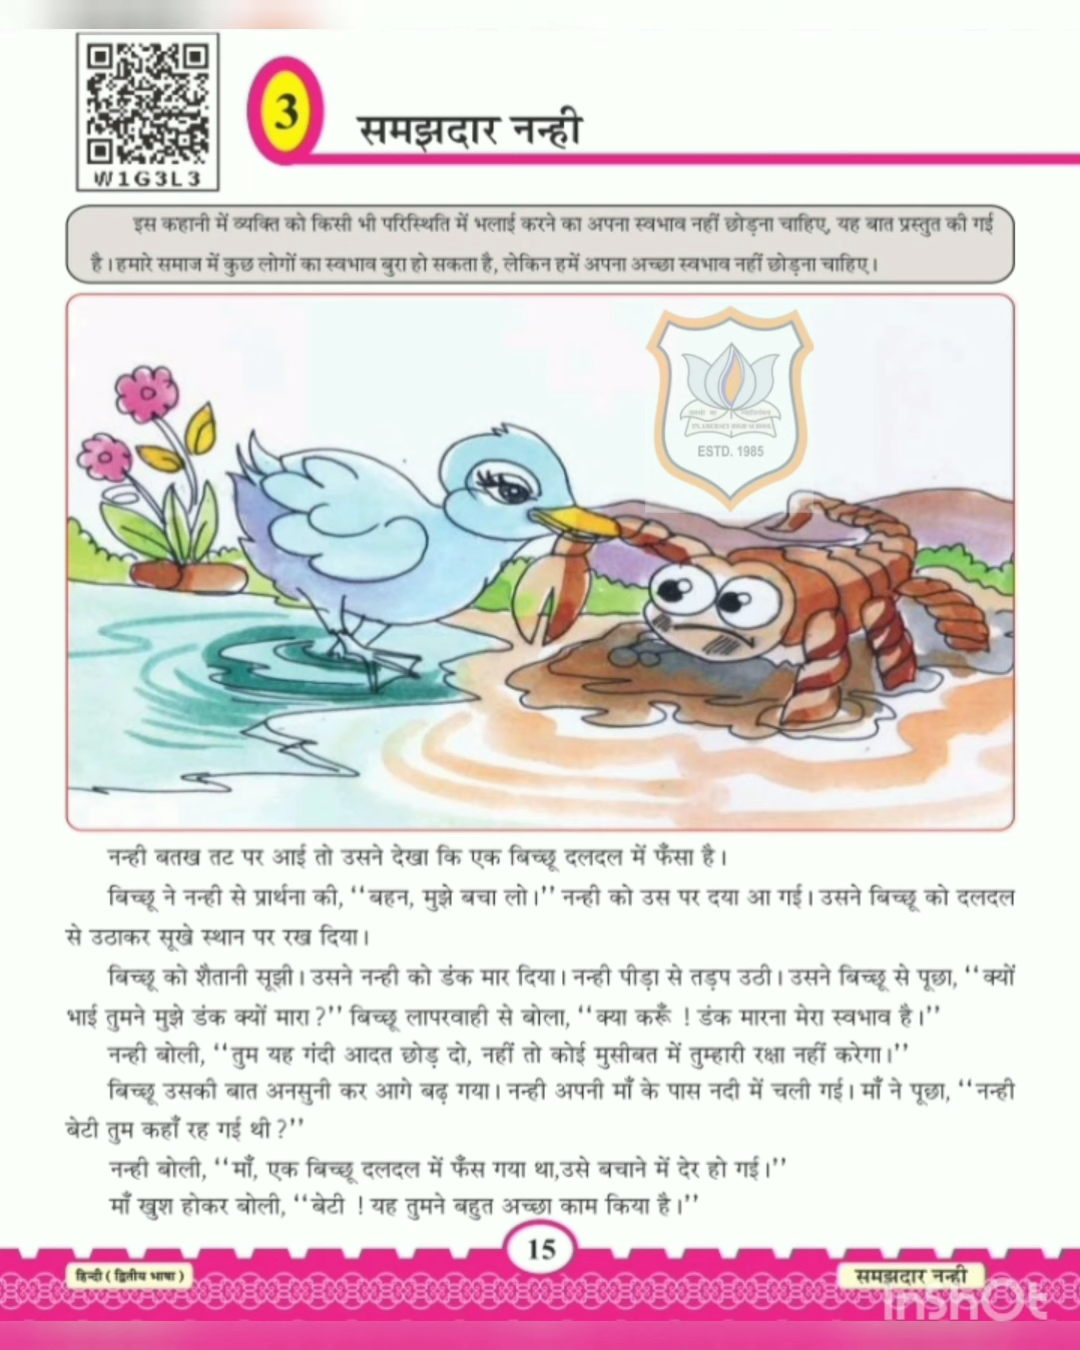 W1G3L3
3
समझदार नन्ही
इस कहानी में व्यक्ति को किसी भी परिस्थिति में भलाई करने का अपना स्वभाव नहीं छोड़ना चाहिए, यह बात प्रस्तुत की गई
है। हमारे समाज में कुछ लोगों का स्वभाव बुरा हो सकता है, लेकिन हमें अपना अच्छा स्वभाव नहीं छोड़ना चाहिए।
ESTD. 1985
नन्ही बतख तट पर आई तो उसने देखा कि एक बिच्छू दलदल में फँसा है।
बिच्छू ने नन्ही से प्रार्थना की, ‘‘बहन, मुझे बचा लो।’’ नन्ही को उस पर दया आ गई। उसने बिच्छू को दलदल
से उठाकर सूखे स्थान पर रख दिया।
बिच्छू को शैतानी सूझी। उसने नन्ही को डंक मार दिया। नन्ही पीड़ा से तड़प उठी। उसने बिच्छू से पूछा, ‘‘क्यों
भाई तुमने मुझे डंक क्यों मारा?’’ बिच्छू लापरवाही से बोला, ‘‘क्या करूँ ! डंक मारना मेरा स्वभाव है।’’
नन्ही बोली, ‘‘तुम यह गंदी आदत छोड़ दो, नहीं तो कोई मुसीबत में तुम्हारी रक्षा नहीं करेगा।’’
बिच्छू उसकी बात अनसुनी कर आगे बढ़ गया। नन्ही अपनी माँ के पास नदी में चली गई। माँ ने पूछा, ‘‘नन्ही
बेटी तुम कहाँ रह गई थी?’’
नन्ही बोली, ‘‘माँ, एक बिच्छू दलदल में फँस गया था,उसे बचाने में देर हो गई।’’
माँ खुश होकर बोली, ‘‘बेटी ! यह तुमने बहुत अच्छा काम किया है।’’
15
हिन्दी ( द्वितीय भाषा )
समझदार नन्ही
InShOt